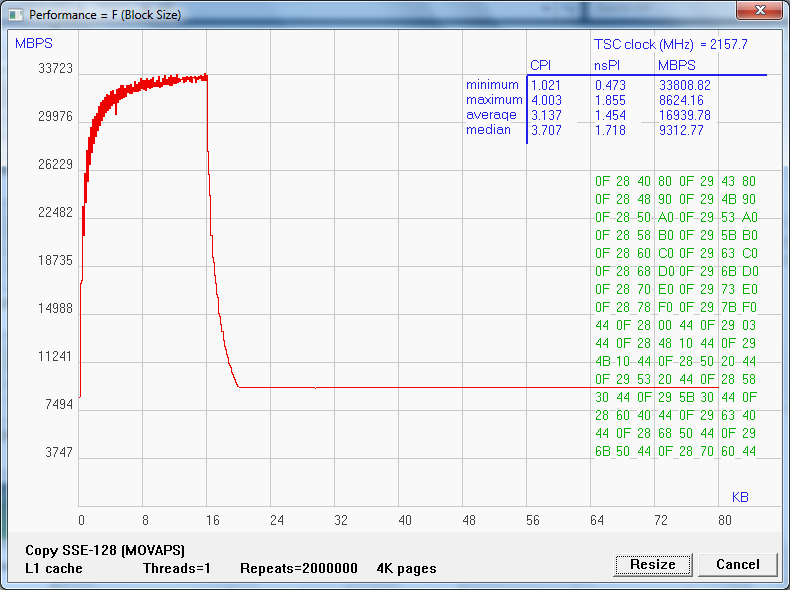 Performance = F (Block Size)
MBPS
TSC clock (MHz) = 2157.7
CPI nsPI MBPS
minimum 1.021 0.473 33808.82
maximum 4.003 1.855 8624.16
average 3.137 1.454 16939.78
median 3.707 1.718 9312.77
33723
29976
26229
22482
18735
14988
11241
7494
3747
0F 28 40 80 0F 29 43 80
0F 28 48 90 0F 29 4B 90
0F 28 50 A0 0F 29 53 A0
0F 28 58 B0 0F 29 5B B0
0F 28 60 C0 0F 29 63 C0
0F 28 68 D0 0F 29 6B D0
0F 28 70 E0 0F 29 73 E0
0F 28 78 F0 0F 29 7B F0
44 0F 28 00 44 0F 29 03
44 0F 28 48 10 44 0F 29
4B 10 44 0F 28 50 20 44
0F 29 53 20 44 0F 28 58
30 44 0F 29 5B 30 44 0F
28 60 40 44 0F 29 63 40
44 0F 28 68 50 44 0F 29
6B 50 44 0F 28 70 60 44
KB
0 8 16 24 32 40 48 56 64 72 80
Copy SSE-128 (MOVAPS)
L1 cache Threads=1 Repeats=2000000 4K pages
Resize Cancel